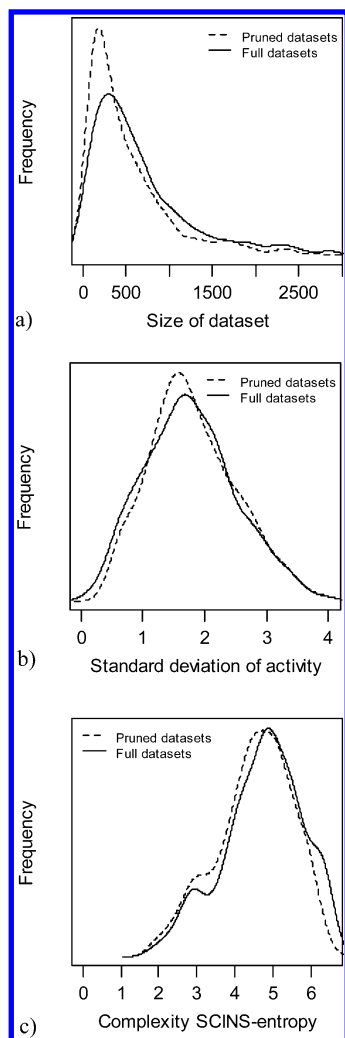 Pruned datasets
Full datasets
Frequency
0 500 1500 2500
a)
Size of dataset
Pruned datasets
Full datasets
Frequency
0 1 2 3 4
b)
Standard deviation of activity
Pruned datasets
Full datasets
Frequency
0 1 2 3 4 5 6
c)
Complexity SCINS-entropy